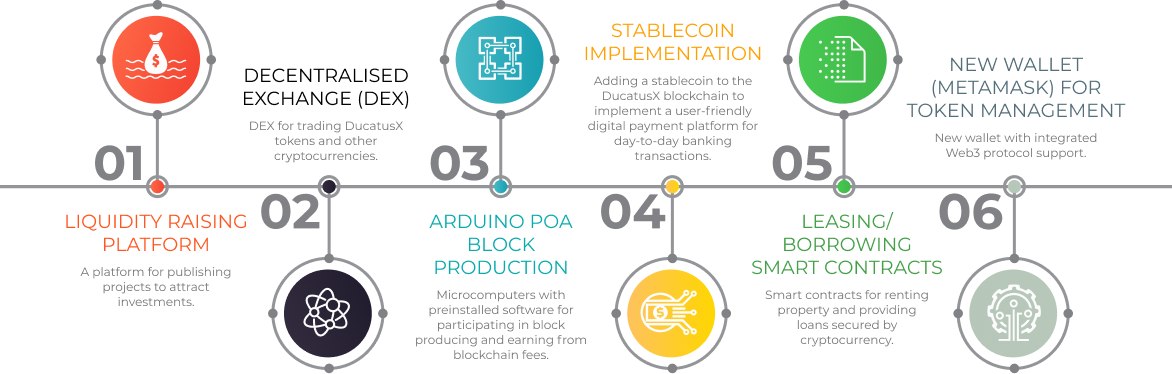 01
LIQUIDITY RAISING
PLATFORM
A platform for publishing
projects to attract
investments.
DECENTRALISED
EXCHANGE (DEX)
DEX for trading DucatusX
tokens and other
cryptocurrencies.
02
03
ARDUINO POA
BLOCK
PRODUCTION
Microcomputers with
preinstalled software for
participating in block
producing and earning from
blockchain fees.
STABLECOIN
IMPLEMENTATION
Adding a stablecoin to the
DucatusX blockchain to
implement a user-friendly
digital payment platform for
day-to-day banking
transactions.
04
05
LEASING/
BORROWING
SMART CONTRACTS
Smart contracts for renting
property and providing
loans secured by
cryptocurrency.
NEW WALLET
(METAMASK) FOR
TOKEN MANAGEMENT
New wallet with integrated
Web3 protocol support.
06